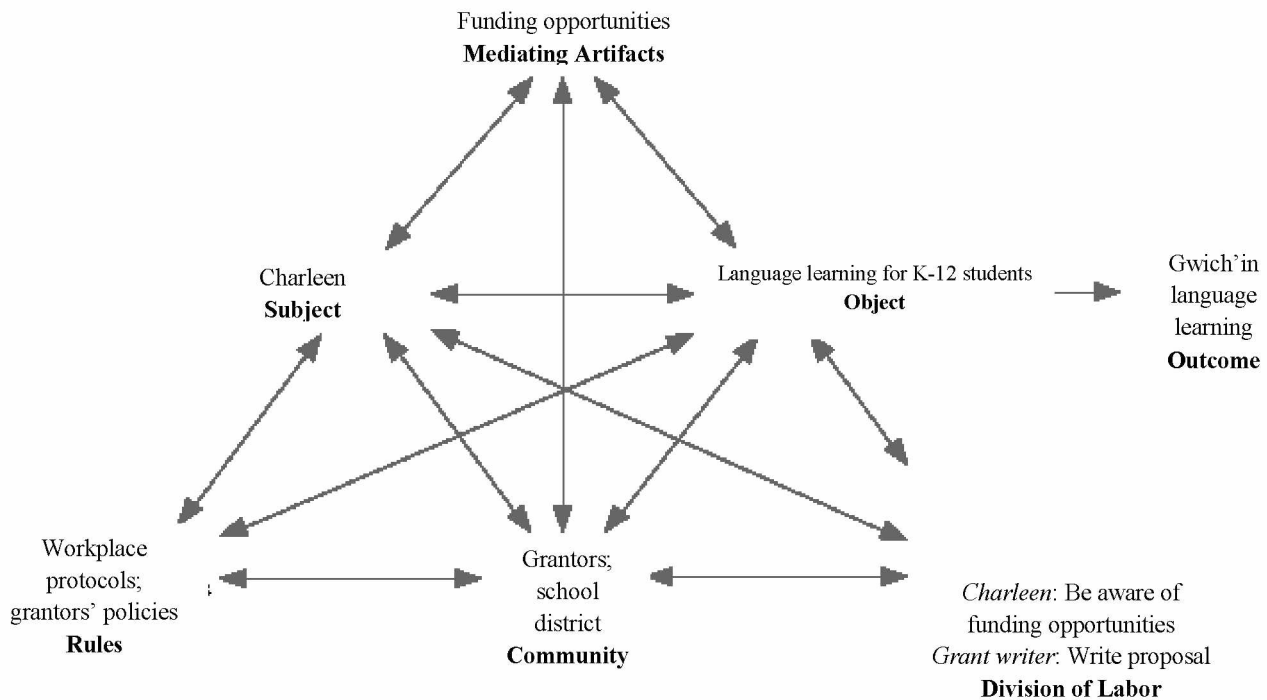 Funding opportunities
Mediating Artifacts
Charleen
Subject
Language learning for K-12 students
Object
Gwich’in
language
learning
Outcome
Workplace
protocols;
grantors’ policies
Rules
Grantors;
school
district
Community
Charleen: Be aware of
funding opportunities
Grant writer: Write proposal
Division of Labor